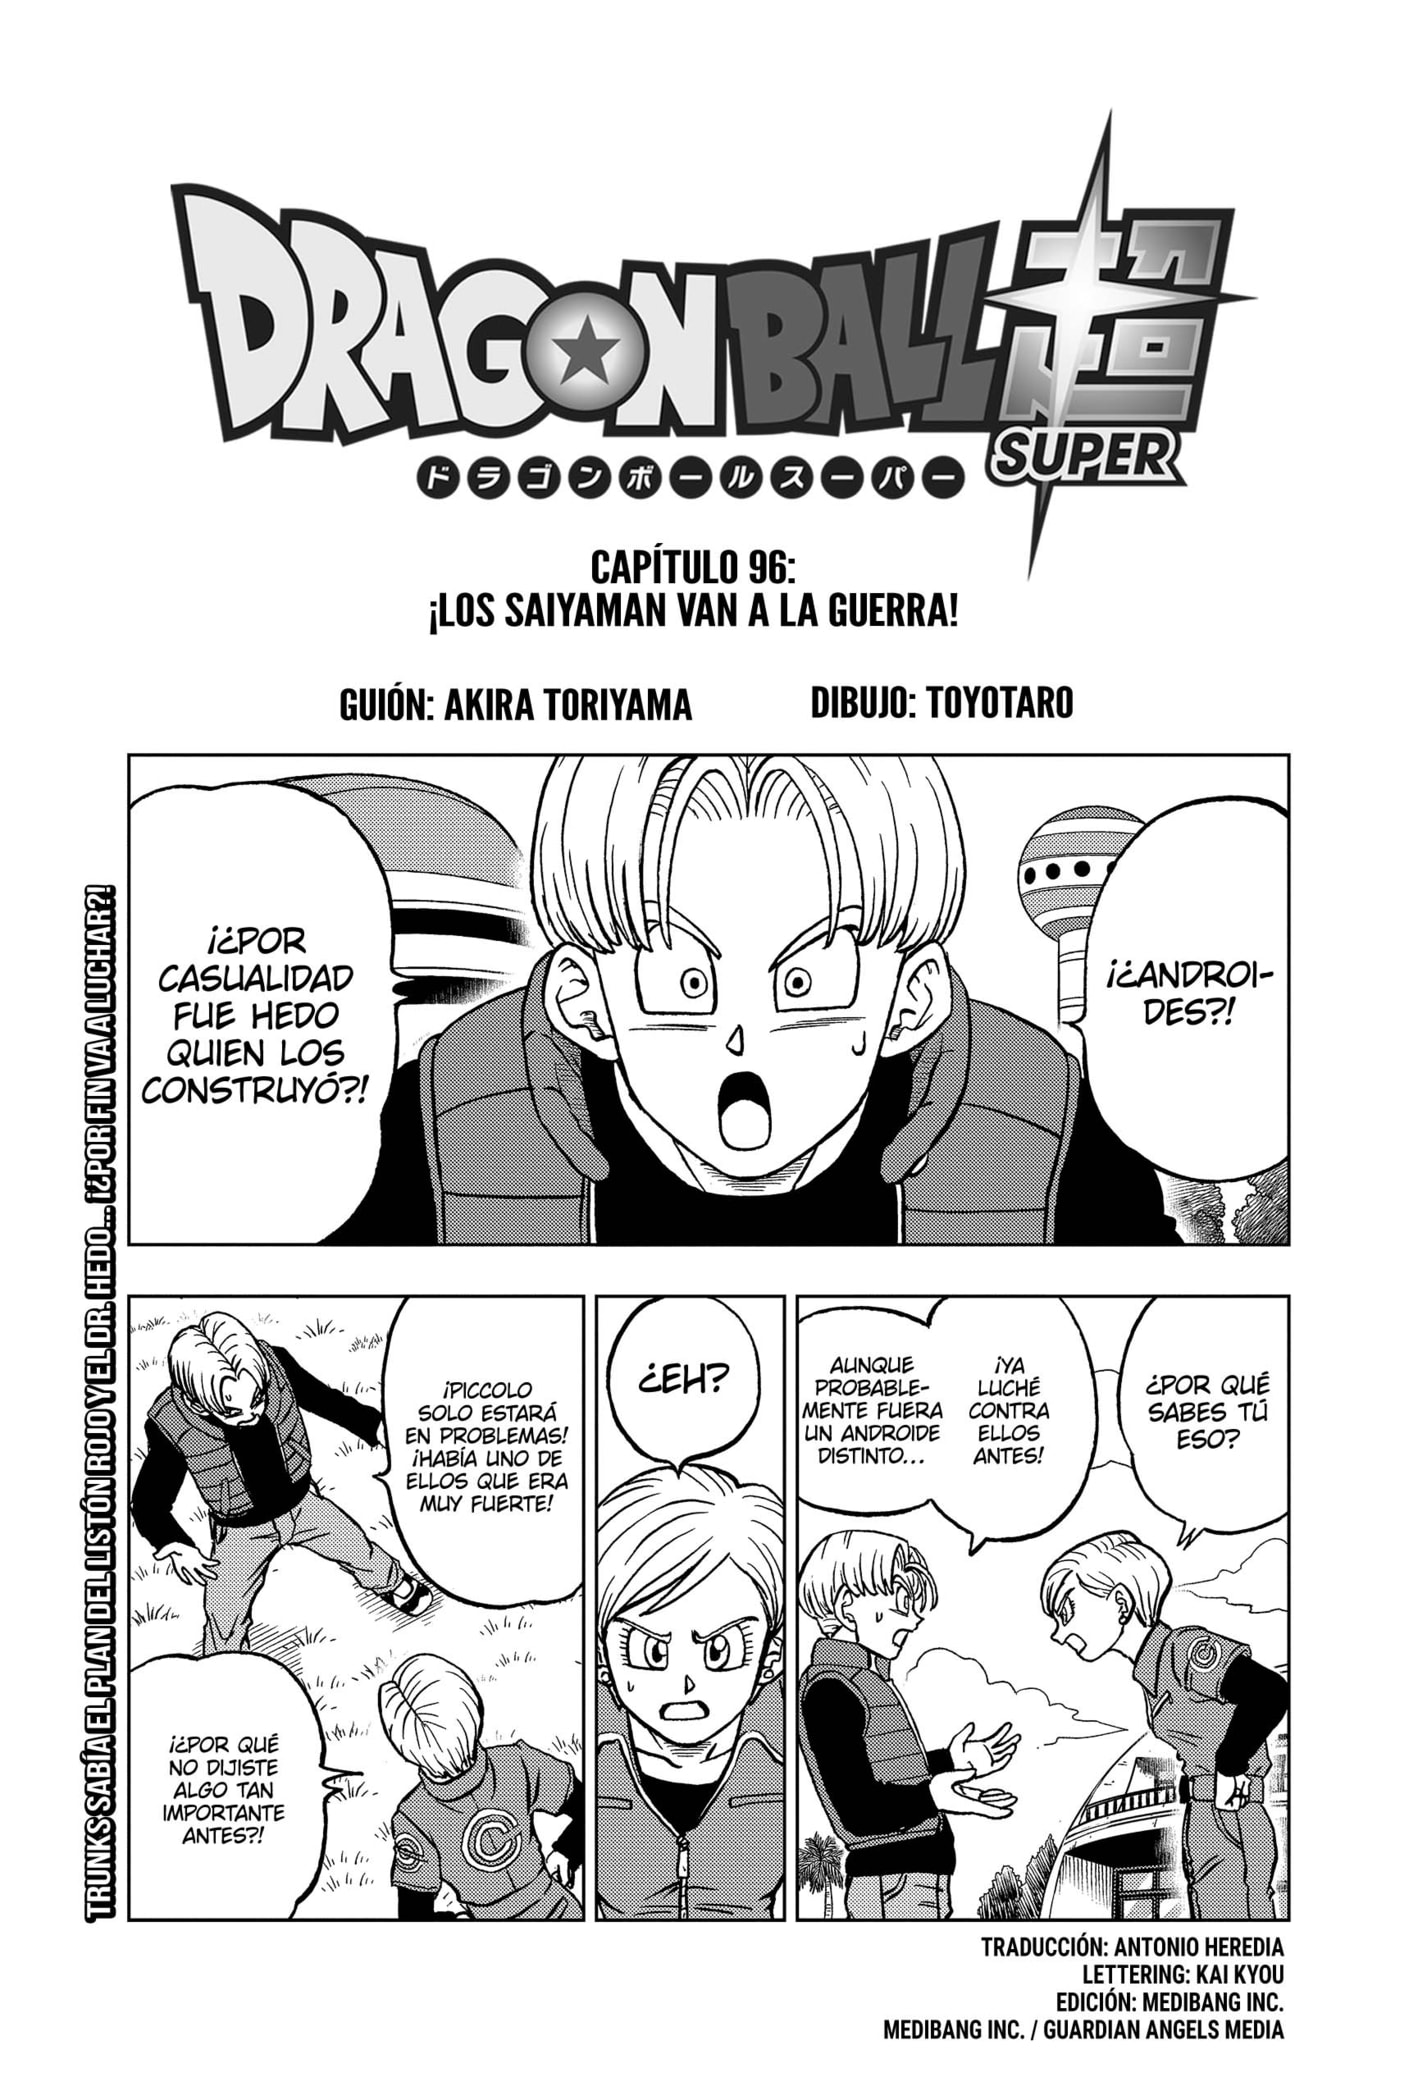 DRAGON BALL 超
SUPER
ドラゴンボールスーパー
CAPÍTULO 96:
¡LOS SAIYAMAN VAN A LA GUERRA!
GUIÓN: AKIRA TORIYAMA
DIBUJO: TOYOTARO
¡¿ANDROI-
DES?!
¡¿POR
CASUALIDAD
FUE HEDO
QUIEN LOS
CONSTRUYÓ?!
TRUNKS SABÍA EL PLAN DEL LISTÓN ROJO Y EL DR. HEDO... ¡¿POR FIN VA A LUCHAR?!
¿POR QUÉ
SABES TÚ
ESO?
¡YA
LUCHÉ
CONTRA
ELLOS
ANTES!
AUNQUE
PROBABLE-
MENTE FUERA
UN ANDROIDE
DISTINTO...
¿EH?
¡PICCOLO
SOLO ESTARÁ
EN PROBLEMAS!
¡HABÍA UNO DE
ELLOS QUE ERA
MUY FUERTE!
¡¿POR QUÉ
NO DIJISTE
ALGO TAN
IMPORTANTE
ANTES?!
TRADUCCIÓN: ANTONIO HEREDIA
LETTERING: KAI KYOU
EDICIÓN: MEDIBANG INC.
MEDIBANG INC. / GUARDIAN ANGELS MEDIA